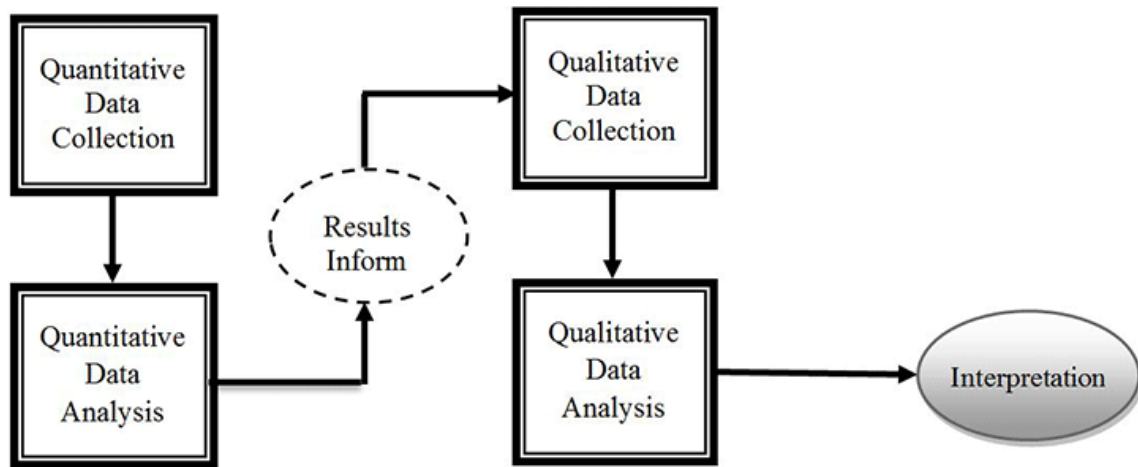 Quantitative
Data
Collection
Quantitative
Data
Analysis
Results
Inform
Qualitative
Data
Collection
Qualitative
Data
Analysis
Interpretation